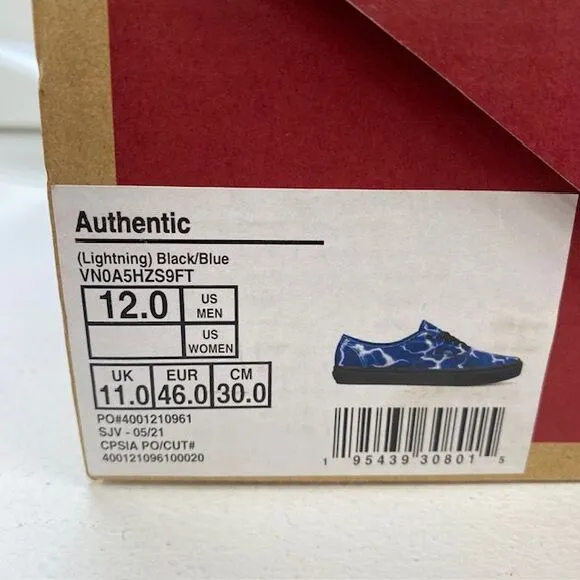 Authentic
(Lightning) Black/Blue
VN0A5HZS9FT
12.0 US MEN
US WOMEN
UK EUR CM
11.0 46.0 30.0
PO#4001210961
SJV - 05/21
CPSIA PO/CUT#
400121096100020
1 95439 30801 5